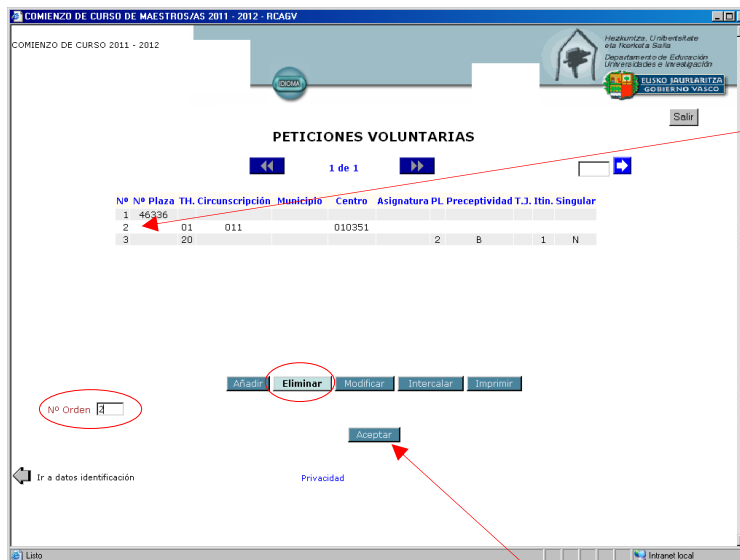 COMIENZO DE CURSO DE MAESTROS/AS 2011 - 2012 - RCAGV
COMIENZO DE CURSO 2011 - 2012
Hezkuntza, Unibertsitate
eta Ikerketa Saila
Departamento de Educación
Universidades e Investigación
IDIOMA
EUSKO JAURLARITZA
GOBIERNO VASCO
Salir
PETICIONES VOLUNTARIAS
1 de 1
Nº Nº Plaza TH. Circunscripción Municipio Centro Asignatura PL Preceptividad T.J. Itin. Singular
1 46336
2 01 011 010351
3 20 2 B 1 N
Añadir Eliminar Modificar Intercalar Imprimir
Nº Orden 2
Aceptar
Ir a datos identificación Privacidad
Listo Intranet local